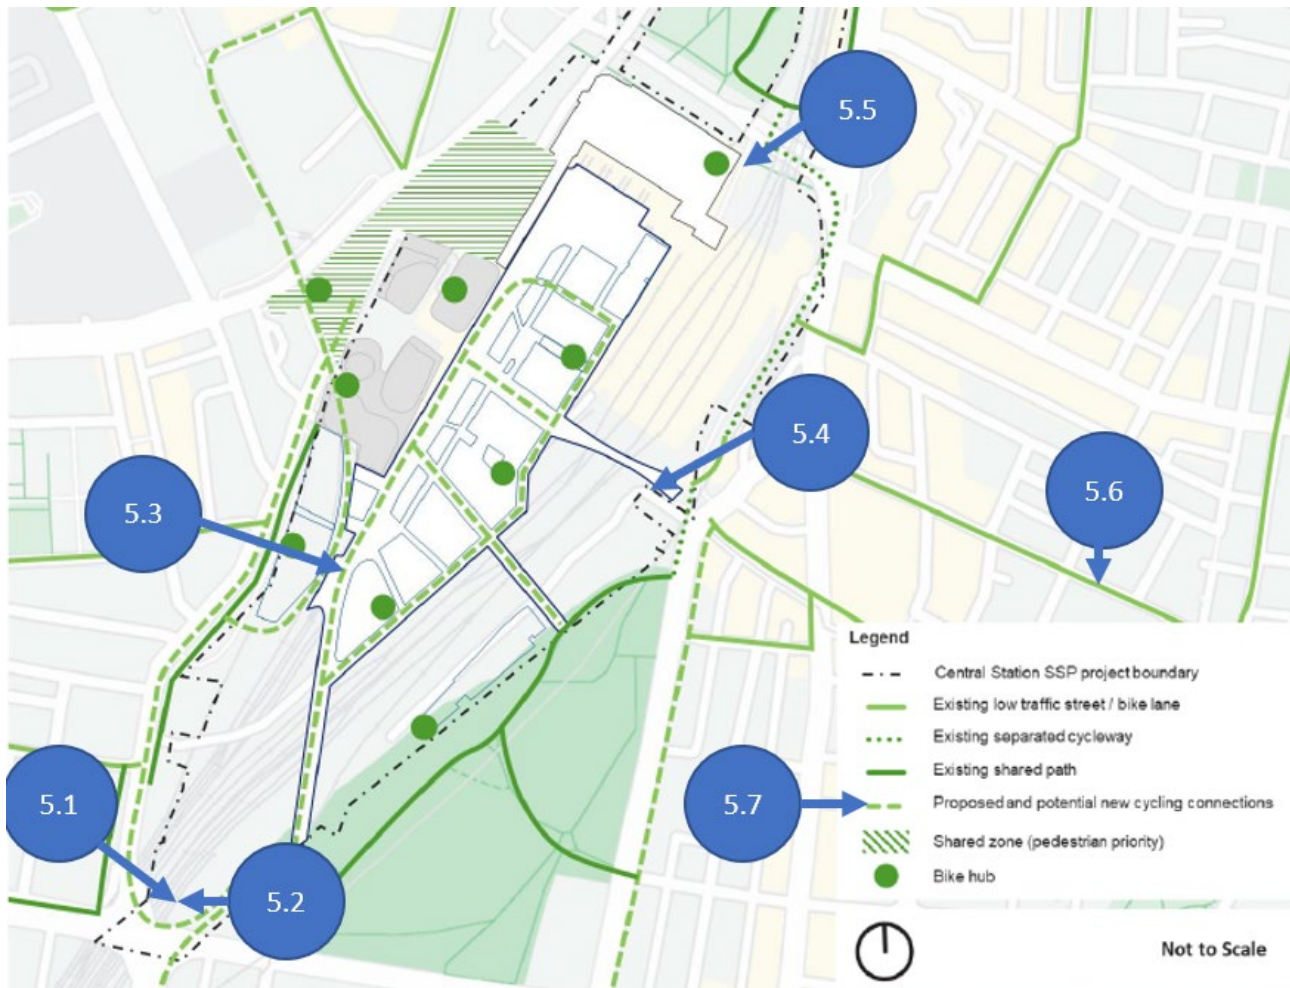 5.5
5.4
5.6
5.3
Legend
Central Station SSP project boundary
Existing low traffic street / bike lane
Existing separated cycleway
Existing shared path
5.1
5.7
Proposed and potential new cycling connections
Shared zone (pedestrian priority)
Bike hub
5.2
Not to Scale